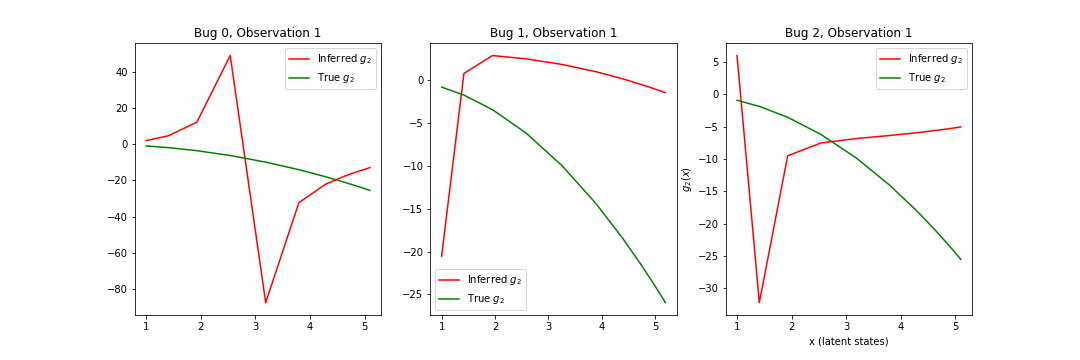 Bug 0, Observation 1
Inferred g₂
True g₂
40
20
0
−20
−40
−60
−80
1 2 3 4 5
Bug 1, Observation 1
0
−5
−10
−15
−20
−25
Inferred g₂
True g₂
1 2 3 4 5
Bug 2, Observation 1
Inferred g₂
True g₂
g₂(x)
5
0
−5
−10
−15
−20
−25
−30
1 2 3 4 5
x (latent states)